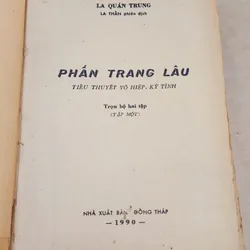 LA QUÁN TRUNG
LA THẦN phiên dịch
PHẤN TRANG LÂU
TIỂU THUYẾT VÕ HIỆP, KỲ TÌNH
Trọn bộ hai tập
(TẬP MỘT)
NHÀ XUẤT BẢN ĐỒNG THÁP
— 1990 —